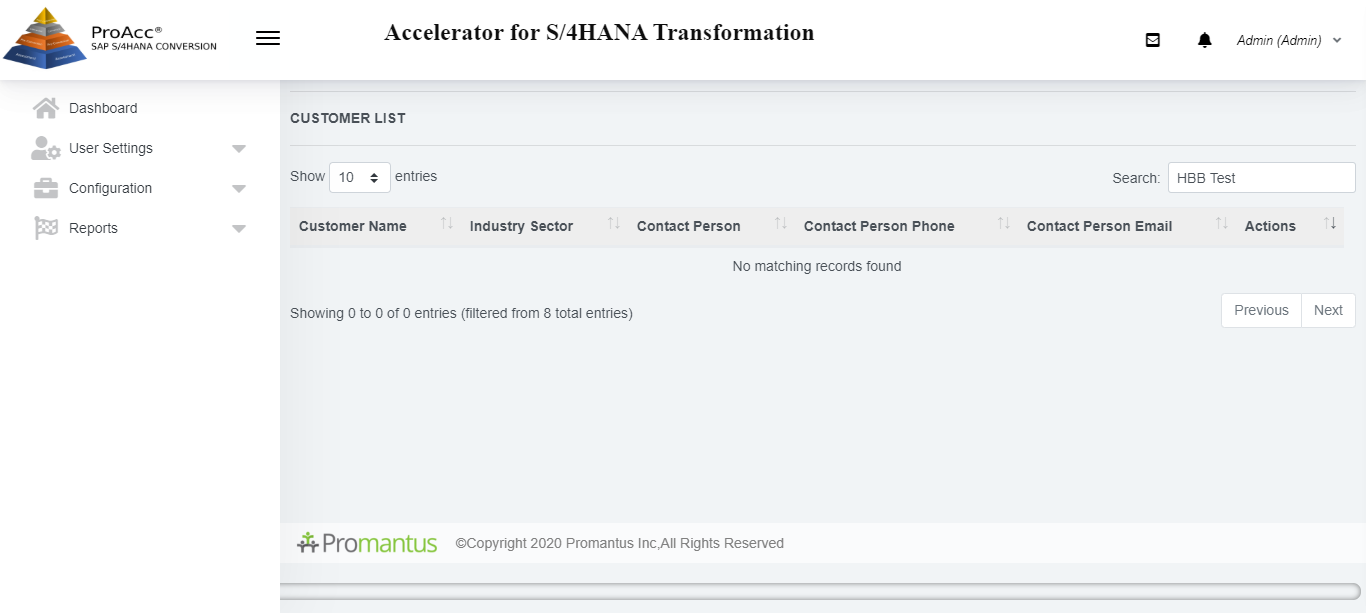 ProAcc®
SAP S/4HANA CONVERSION
Accelerator for S/4HANA Transformation
Admin (Admin)
Dashboard
User Settings
Configuration
Reports
CUSTOMER LIST
Show 10 entries
Search: HBB Test
Customer Name Industry Sector Contact Person Contact Person Phone Contact Person Email Actions
No matching records found
Showing 0 to 0 of 0 entries (filtered from 8 total entries)
Previous Next
Promantus ©Copyright 2020 Promantus Inc,All Rights Reserved